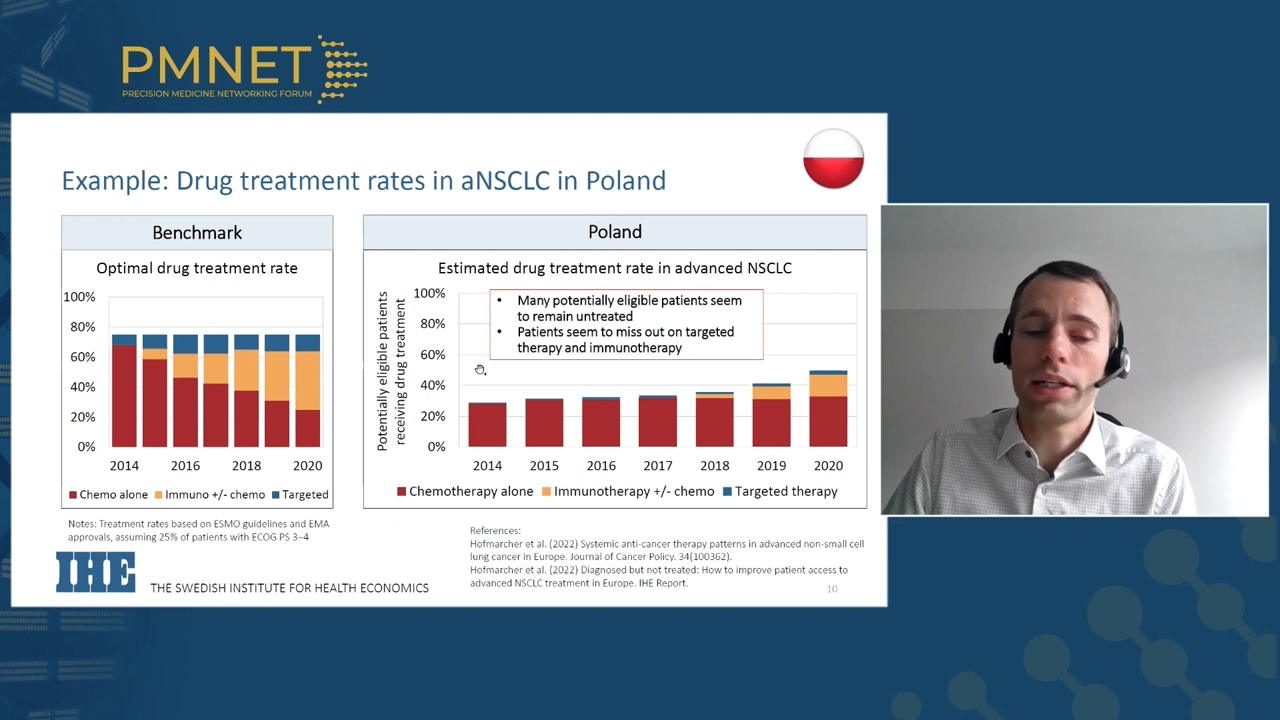 PMNET
PRECISION MEDICINE NETWORKING FORUM
Example: Drug treatment rates in aNSCLC in Poland
Benchmark
Optimal drug treatment rate
100%
80%
60%
40%
20%
0%
2014 2016 2018 2020
Chemo alone Immuno +/- chemo Targeted
Notes: Treatment rates based on ESMO guidelines and EMA
approvals, assuming 25% of patients with ECOG PS 3–4
Poland
Estimated drug treatment rate in advanced NSCLC
Potentially eligible patients
receiving drug treatment
100%
80%
60%
40%
20%
0%
• Many potentially eligible patients seem
to remain untreated
• Patients seem to miss out on targeted
therapy and immunotherapy
2014 2015 2016 2017 2018 2019 2020
Chemotherapy alone Immunotherapy +/- chemo Targeted therapy
References:
Hofmarcher et al. (2022) Systemic anti-cancer therapy patterns in advanced non-small cell
lung cancer in Europe. Journal of Cancer Policy. 34(100362).
Hofmarcher et al. (2022) Diagnosed but not treated: How to improve patient access to
advanced NSCLC treatment in Europe. IHE Report.
IHE
THE SWEDISH INSTITUTE FOR HEALTH ECONOMICS
10